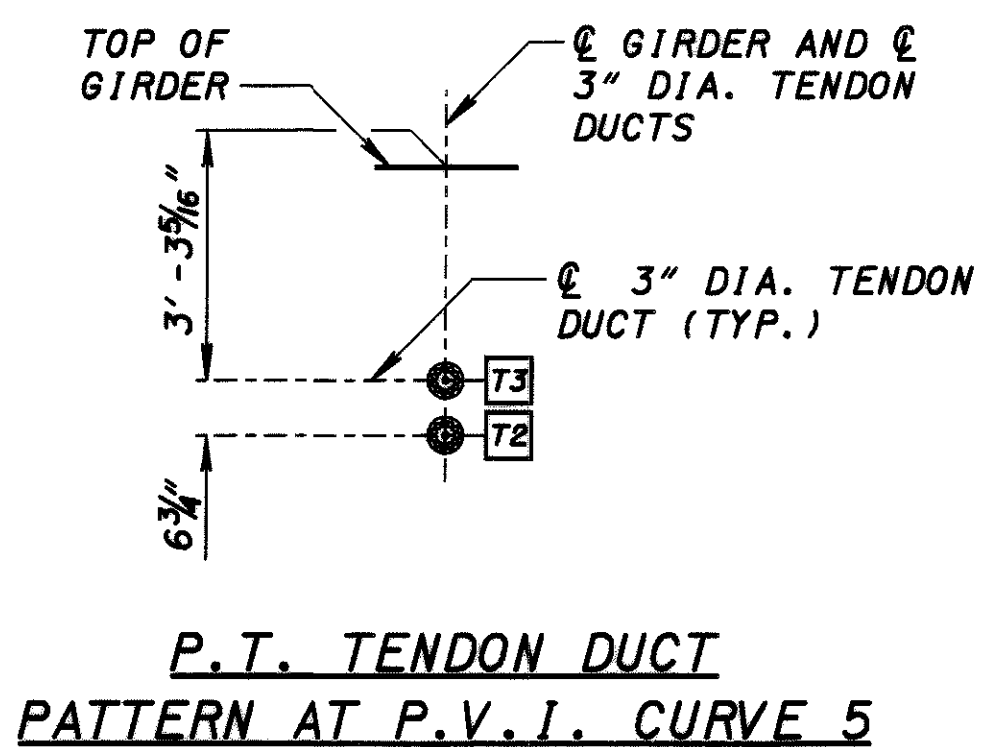 TOP OF
GIRDER
℄ GIRDER AND ℄
3" DIA. TENDON
DUCTS
3' - 3 5/16"
℄ 3" DIA. TENDON
DUCT (TYP.)
T3
T2
6 3/4"
P.T. TENDON DUCT
PATTERN AT P.V.I. CURVE 5